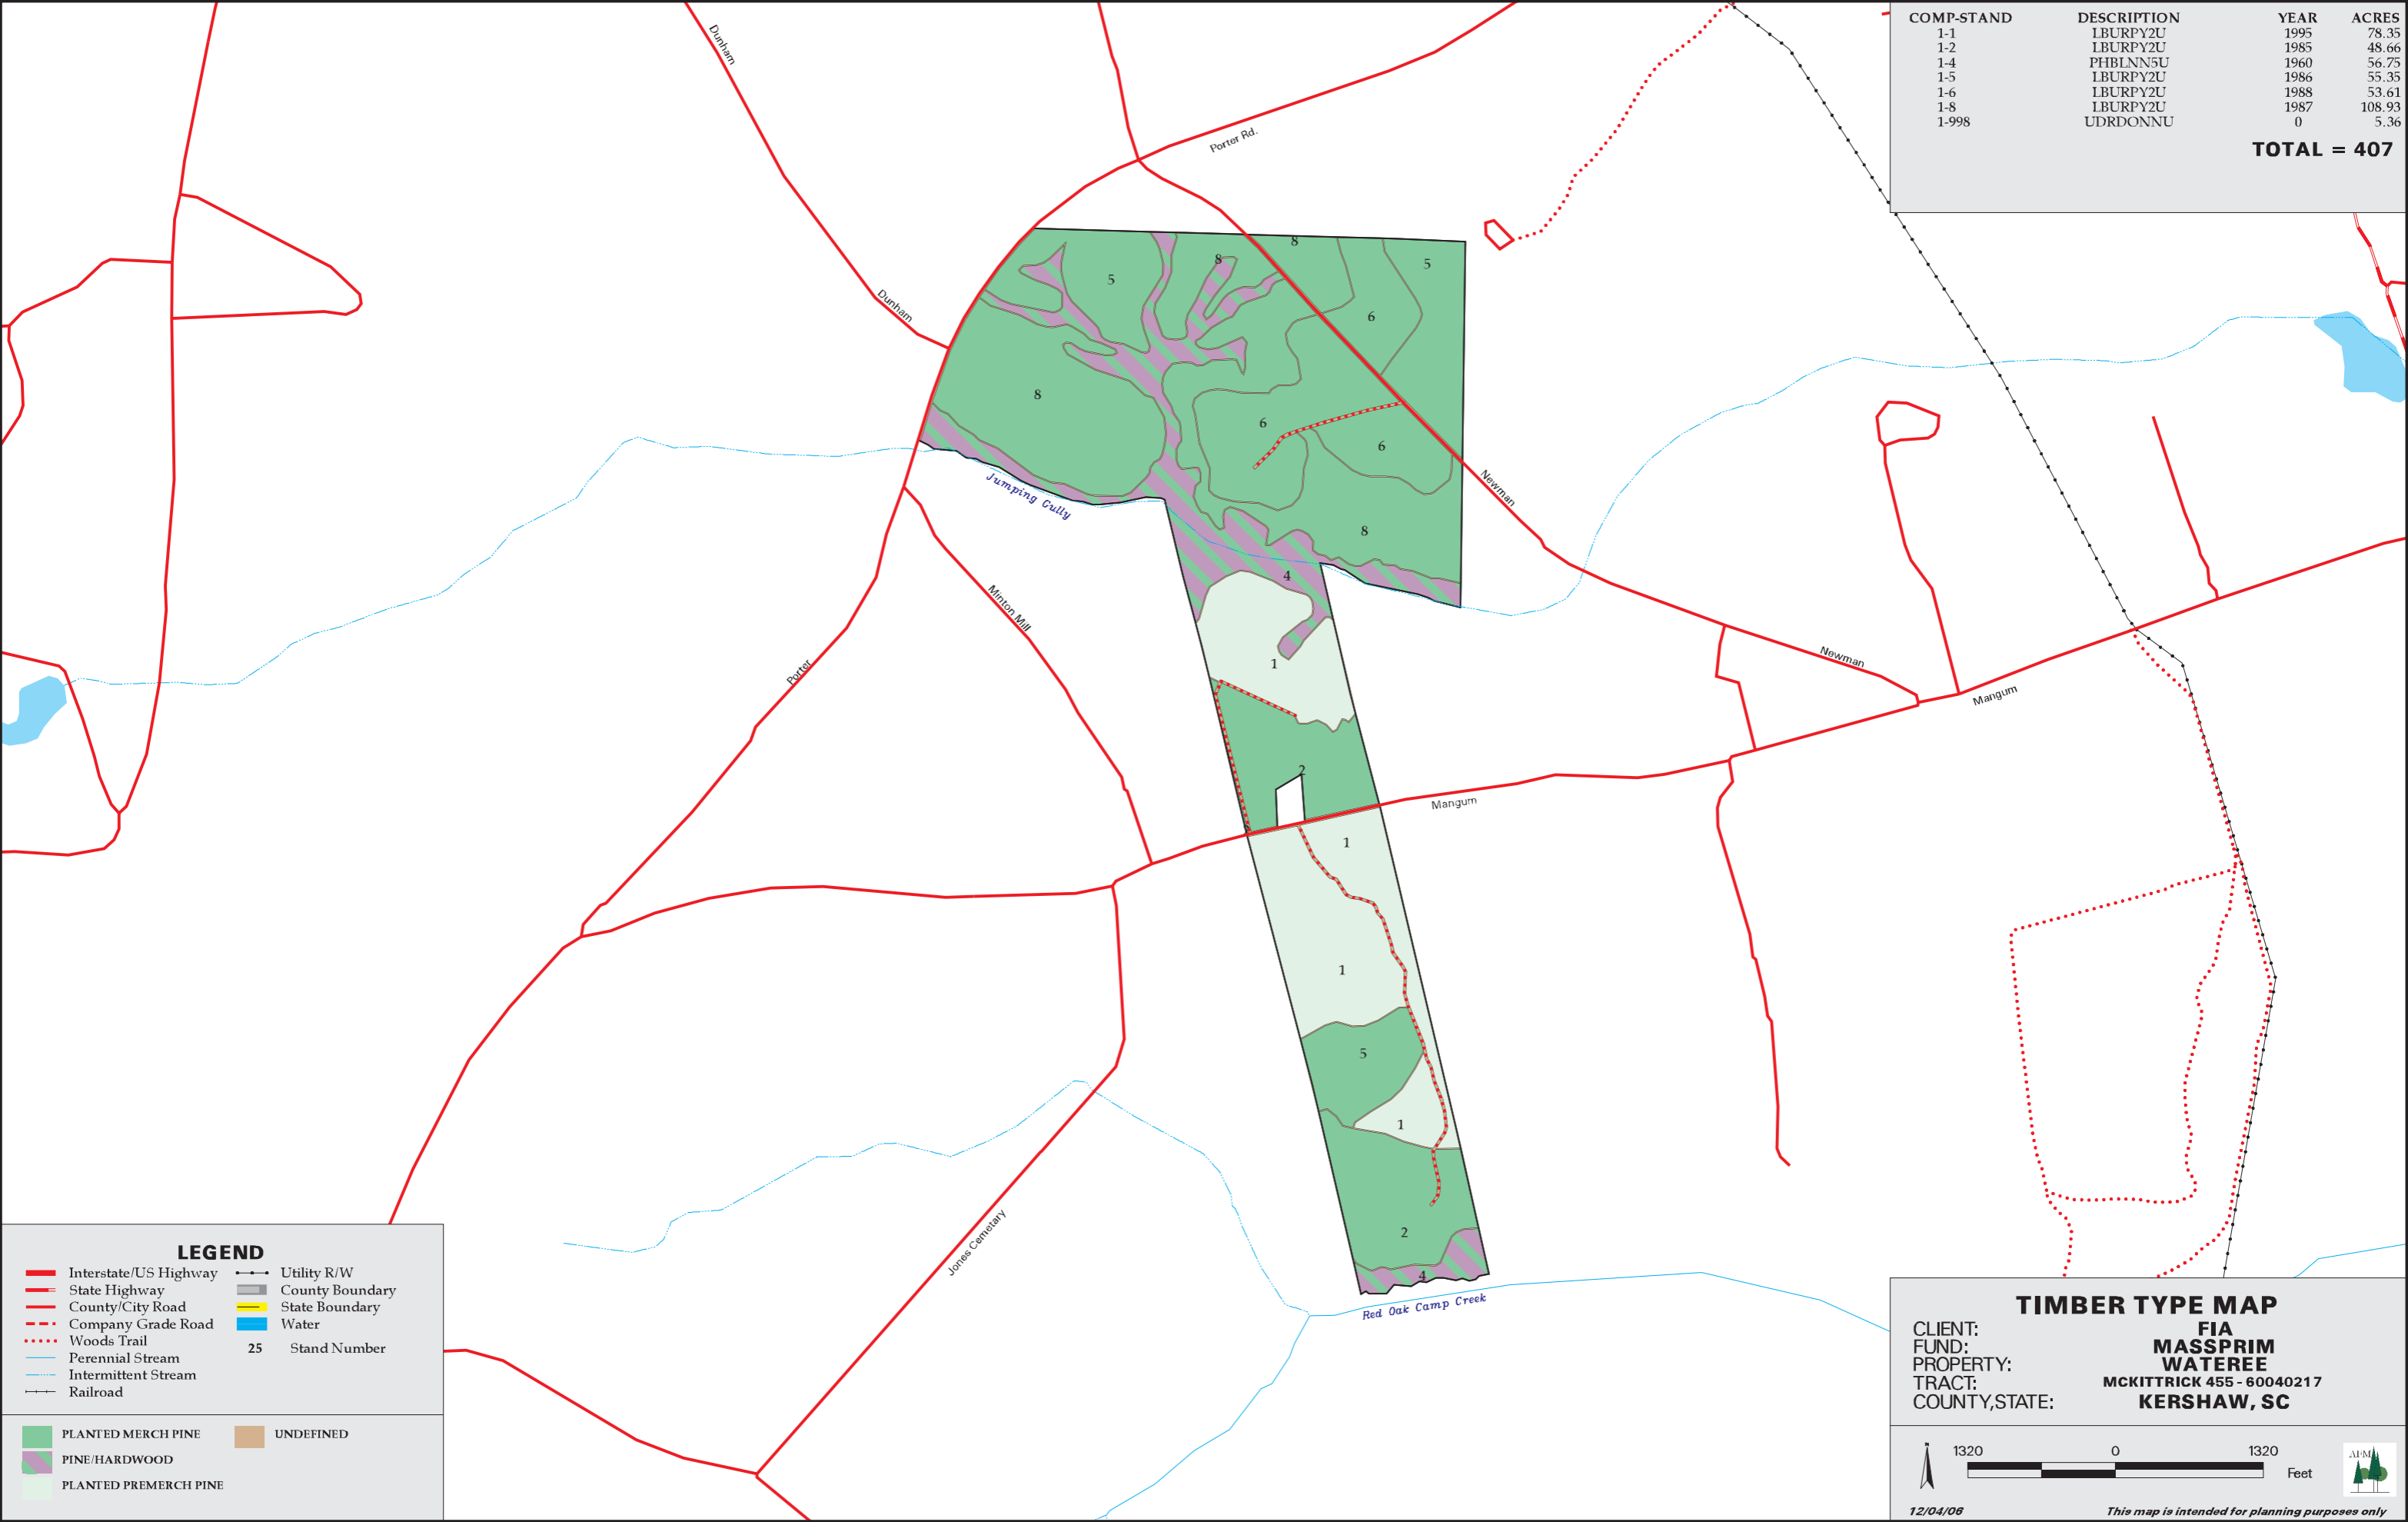 COMP-STAND DESCRIPTION YEAR ACRES
1-1 LBURPY2U 1995 78.35
1-2 LBURPY2U 1985 48.66
1-4 PHBLNN5U 1960 56.75
1-5 LBURPY2U 1986 55.35
1-6 LBURPY2U 1988 53.61
1-8 LBURPY2U 1987 108.93
1-998 UDRDONNU 0 5.36
TOTAL = 407
Dunham
Porter Rd.
8
8
5
5
Dunham
6
8
6
6
Newman
Jumping Gully
8
4
Minton Mill
Porter
1
Newman
Mangum
2
Mangum
1
1
5
1
Jones Cemetary
2
4
Red Oak Camp Creek
LEGEND
Interstate/US Highway
State Highway
County/City Road
Company Grade Road
Woods Trail
Perennial Stream
Intermittent Stream
Railroad
Utility R/W
County Boundary
State Boundary
Water
25 Stand Number
PLANTED MERCH PINE
PINE/HARDWOOD
PLANTED PREMERCH PINE
UNDEFINED
TIMBER TYPE MAP
CLIENT: FIA
FUND: MASSPRIM
PROPERTY: WATEREE
TRACT: MCKITTRICK 455 - 60040217
COUNTY,STATE: KERSHAW, SC
N
1320 0 1320
Feet
AFM
12/04/06 This map is intended for planning purposes only